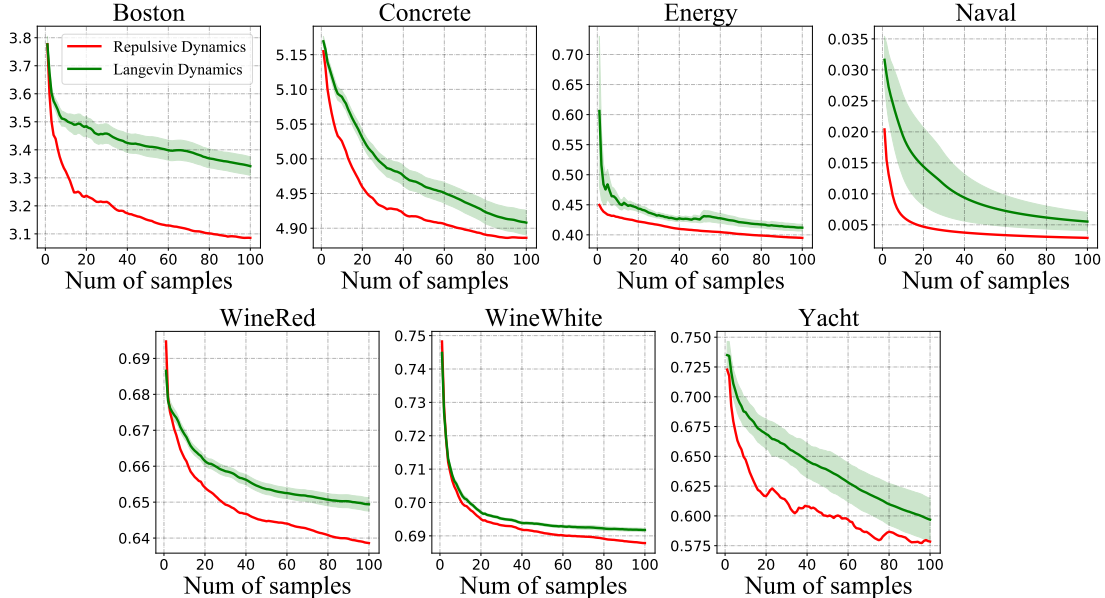 Boston
3.8
3.7
3.6
3.5
3.4
3.3
3.2
3.1
Repulsive Dynamics
Langevin Dynamics
0 20 40 60 80 100
Num of samples
Concrete
5.15
5.10
5.05
5.00
4.95
4.90
0 20 40 60 80 100
Num of samples
Energy
0.70
0.65
0.60
0.55
0.50
0.45
0.40
0 20 40 60 80 100
Num of samples
Naval
0.035
0.030
0.025
0.020
0.015
0.010
0.005
0 20 40 60 80 100
Num of samples
WineRed
0.69
0.68
0.67
0.66
0.65
0.64
0 20 40 60 80 100
Num of samples
WineWhite
0.75
0.74
0.73
0.72
0.71
0.70
0.69
0 20 40 60 80 100
Num of samples
Yacht
0.750
0.725
0.700
0.675
0.650
0.625
0.600
0.575
0 20 40 60 80 100
Num of samples